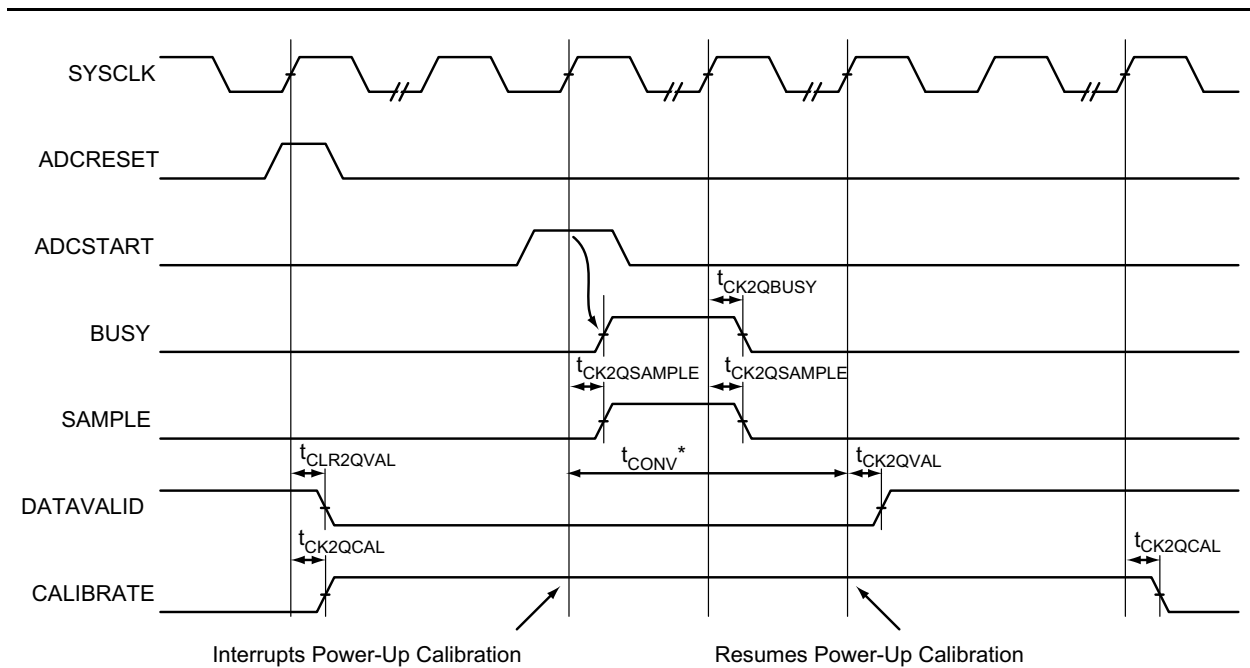 SYSCLK
ADCRESET
ADCSTART
tCK2QBUSY
BUSY
tCK2QSAMPLE tCK2QSAMPLE
SAMPLE
tCLR2QVAL tCONV* tCK2QVAL
DATAVALID
tCK2QCAL tCK2QCAL
CALIBRATE
Interrupts Power-Up Calibration Resumes Power-Up Calibration